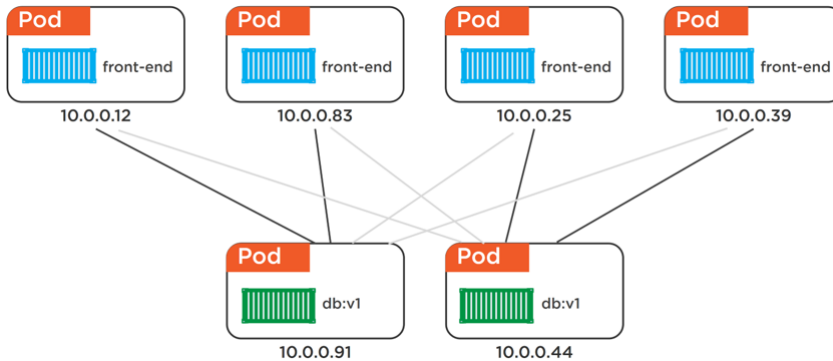 Pod
front-end
10.0.0.12
Pod
front-end
10.0.0.83
Pod
front-end
10.0.0.25
Pod
front-end
10.0.0.39
Pod
db:v1
10.0.0.91
Pod
db:v1
10.0.0.44